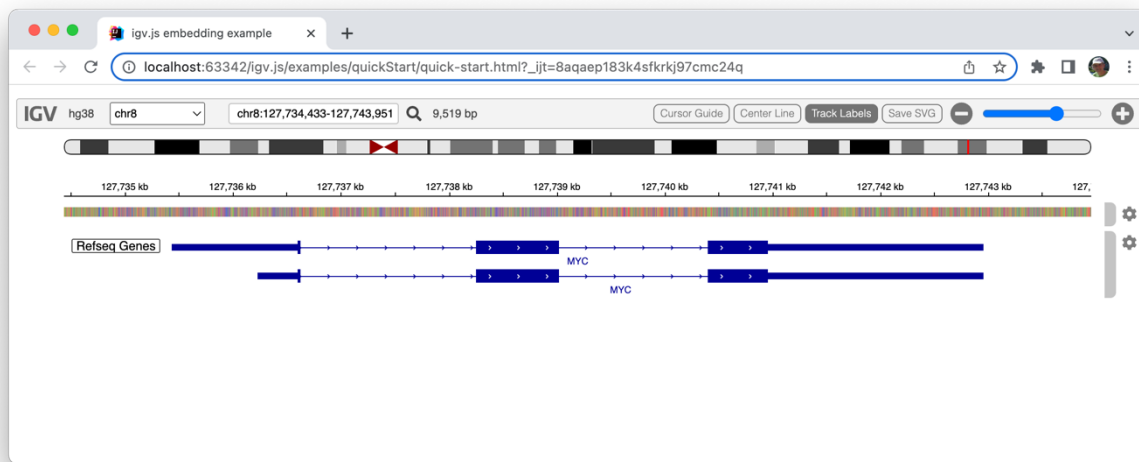 igv.js embedding example
localhost:63342/igv.js/examples/quickStart/quick-start.html?_ijt=8aqaep183k4sfkrkj97cmc24q
IGV hg38 chr8 chr8:127,734,433-127,743,951 9,519 bp Cursor Guide Center Line Track Labels Save SVG
127,735 kb 127,736 kb 127,737 kb 127,738 kb 127,739 kb 127,740 kb 127,741 kb 127,742 kb 127,743 kb 127,
Refseq Genes
MYC
MYC